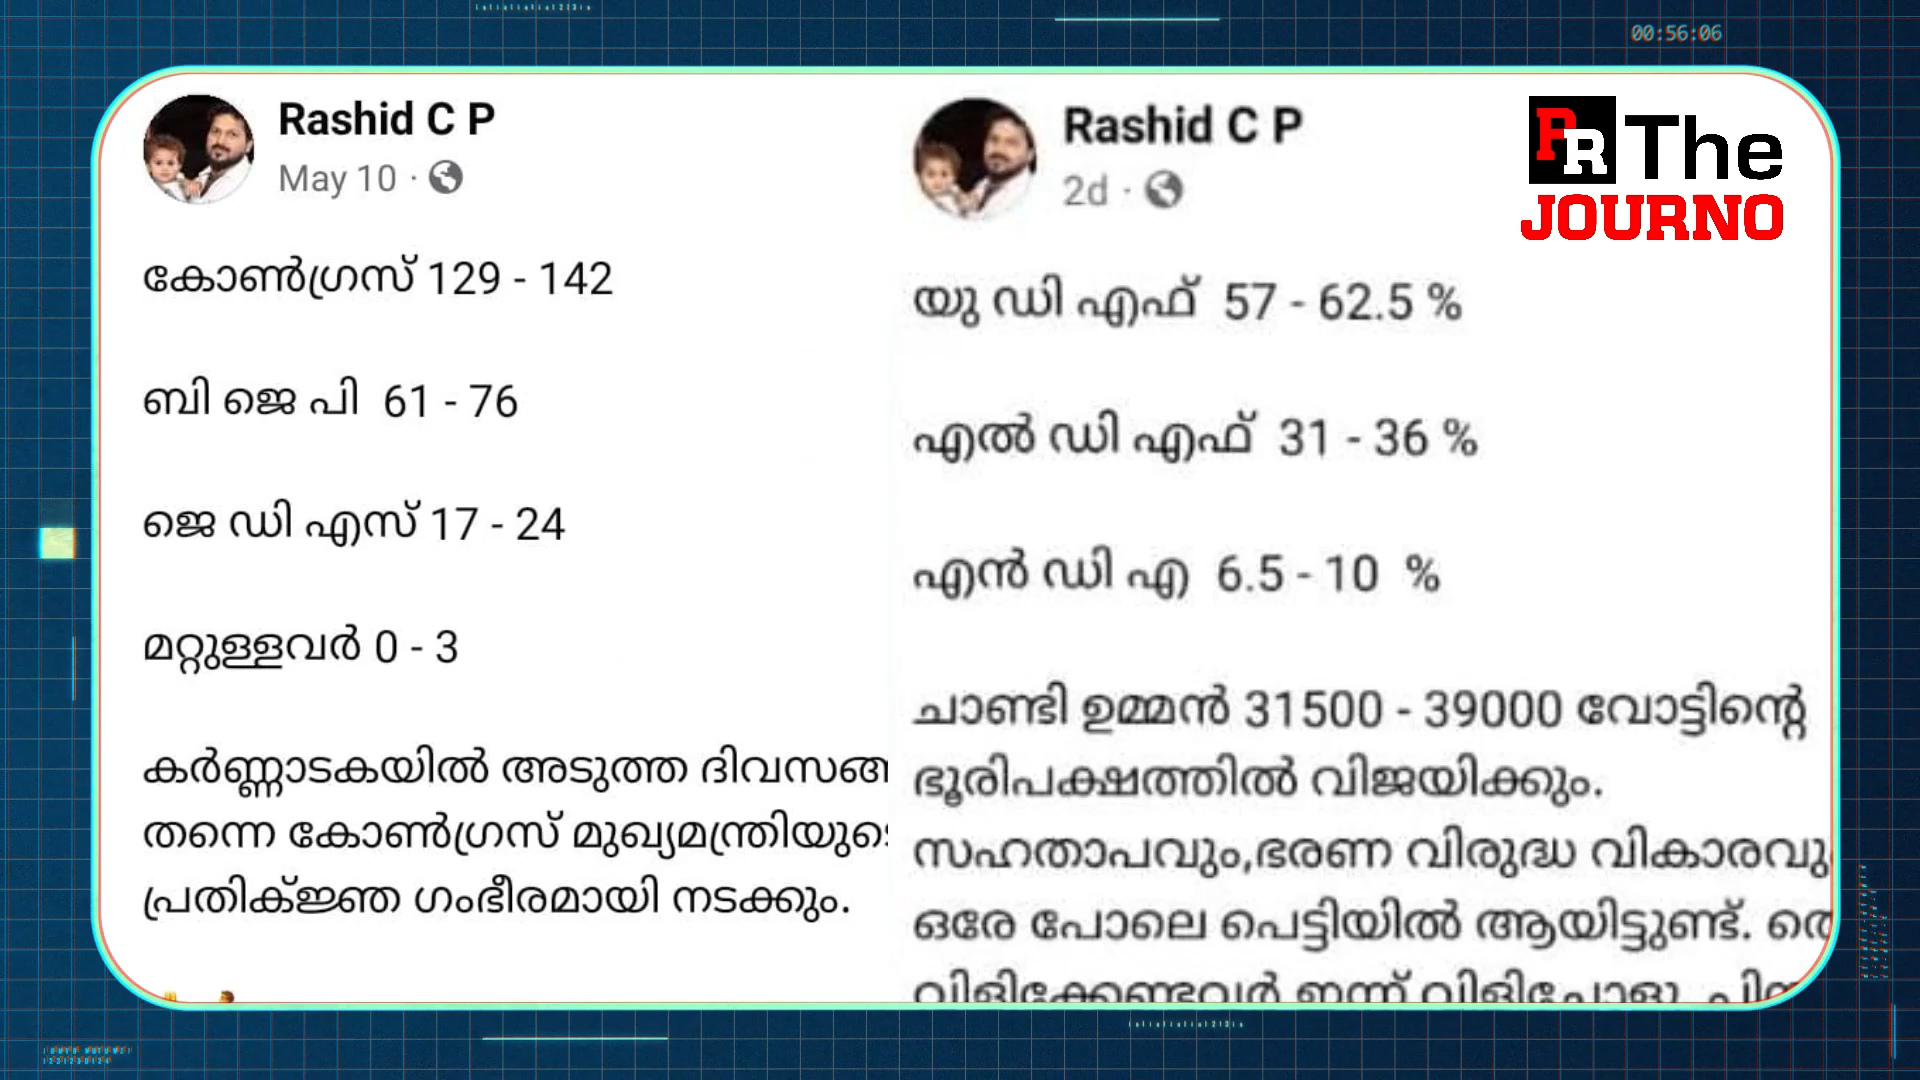 00:56:06
Rashid C P
May 10 ·
കോൺഗ്രസ് 129 - 142
ബി ജെ പി 61 - 76
ജെ ഡി എസ് 17 - 24
മറ്റുള്ളവർ 0 - 3
കർണ്ണാടകയിൽ അടുത്ത ദിവസങ്ങ
തന്നെ കോൺഗ്രസ് മുഖ്യമന്ത്രിയുടെ
പ്രതിക്ജ്ഞ ഗംഭീരമായി നടക്കും.
Rashid C P
2d ·
യു ഡി എഫ് 57 - 62.5 %
എൽ ഡി എഫ് 31 - 36 %
എൻ ഡി എ 6.5 - 10 %
ചാണ്ടി ഉമ്മൻ 31500 - 39000 വോട്ടിന്റെ
ഭൂരിപക്ഷത്തിൽ വിജയിക്കും.
സഹതാപവും,ഭരണ വിരുദ്ധ വികാരവു
ഒരേ പോലെ പെട്ടിയിൽ ആയിട്ടുണ്ട്. തെ
വിളിക്കേണ്ടവർ ഇന്ന് വിളിച്ചോളൂ
PR The
JOURNO